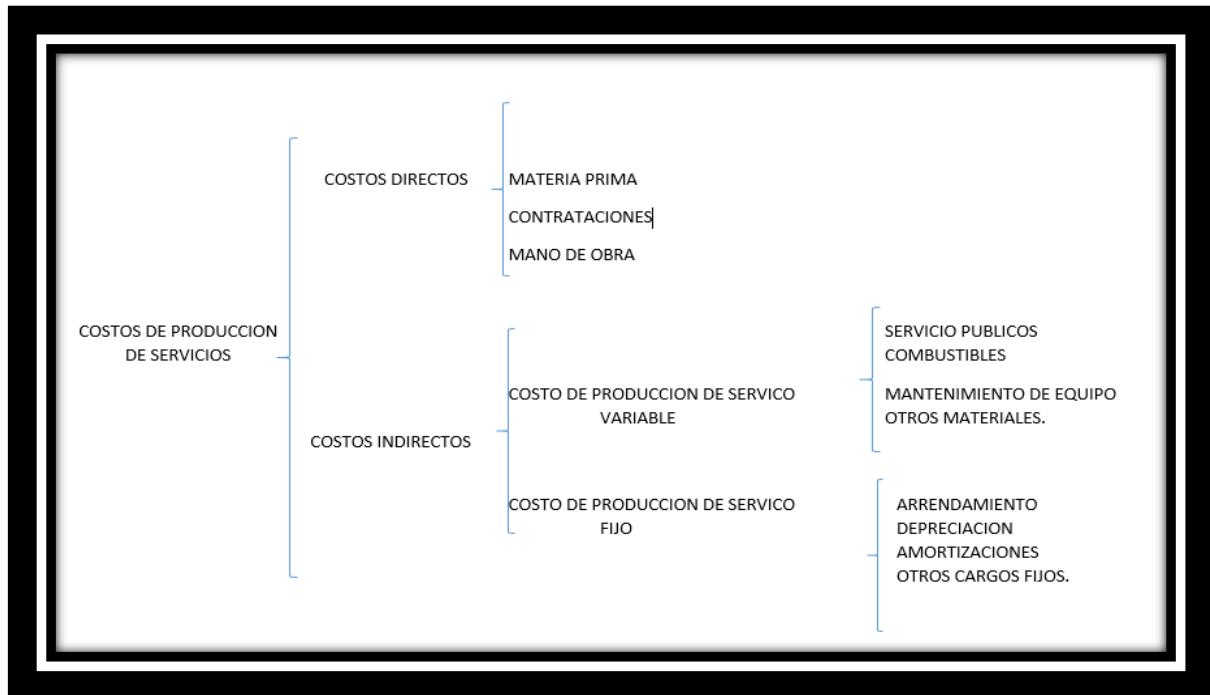 COSTOS DE PRODUCCION
DE SERVICIOS
COSTOS DIRECTOS
MATERIA PRIMA
CONTRATACIONES
MANO DE OBRA
COSTOS INDIRECTOS
COSTO DE PRODUCCION DE SERVICO
VARIABLE
SERVICIO PUBLICOS
COMBUSTIBLES
MANTENIMIENTO DE EQUIPO
OTROS MATERIALES.
COSTO DE PRODUCCION DE SERVICO
FIJO
ARRENDAMIENTO
DEPRECIACION
AMORTIZACIONES
OTROS CARGOS FIJOS.